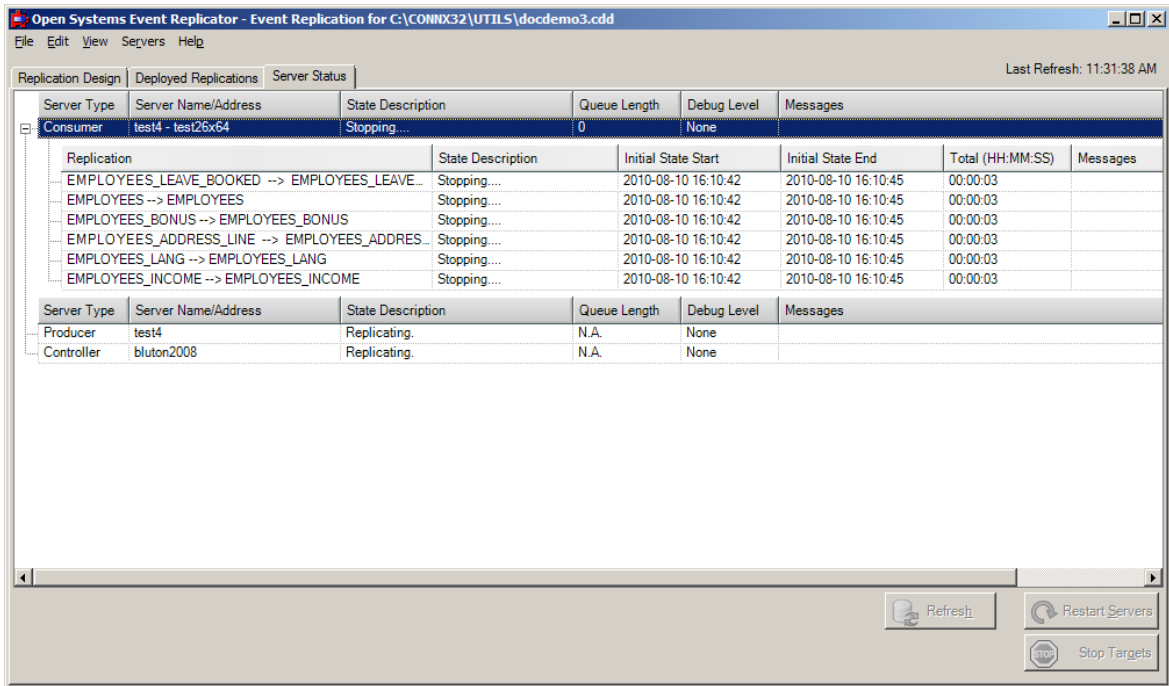 Open Systems Event Replicator - Event Replication for C:\CONNX32\UTILS\docdemo3.cdd
File Edit View Servers Help
Replication Design Deployed Replications Server Status Last Refresh: 11:31:38 AM
Server Type Server Name/Address State Description Queue Length Debug Level Messages
Consumer test4 - test26x64 Stopping.... 0 None
Replication State Description Initial State Start Initial State End Total (HH:MM:SS) Messages
EMPLOYEES_LEAVE_BOOKED --> EMPLOYEES_LEAVE... Stopping.... 2010-08-10 16:10:42 2010-08-10 16:10:45 00:00:03
EMPLOYEES --> EMPLOYEES Stopping.... 2010-08-10 16:10:42 2010-08-10 16:10:45 00:00:03
EMPLOYEES_BONUS --> EMPLOYEES_BONUS Stopping.... 2010-08-10 16:10:42 2010-08-10 16:10:45 00:00:03
EMPLOYEES_ADDRESS_LINE --> EMPLOYEES_ADDRES... Stopping.... 2010-08-10 16:10:42 2010-08-10 16:10:45 00:00:03
EMPLOYEES_LANG --> EMPLOYEES_LANG Stopping.... 2010-08-10 16:10:42 2010-08-10 16:10:45 00:00:03
EMPLOYEES_INCOME --> EMPLOYEES_INCOME Stopping.... 2010-08-10 16:10:42 2010-08-10 16:10:45 00:00:03
Server Type Server Name/Address State Description Queue Length Debug Level Messages
Producer test4 Replicating. N.A. None
Controller bluton2008 Replicating. N.A. None
Refresh Restart Servers
STOP Stop Targets